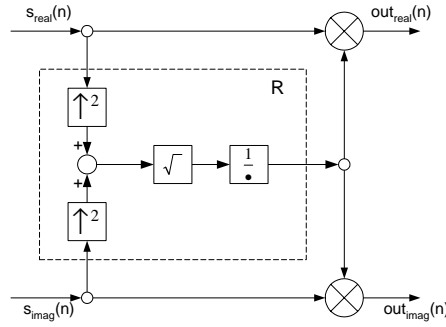 s_real(n) out_real(n)
R
↑2
+
√ 1/•
+
↑2
s_imag(n) out_imag(n)